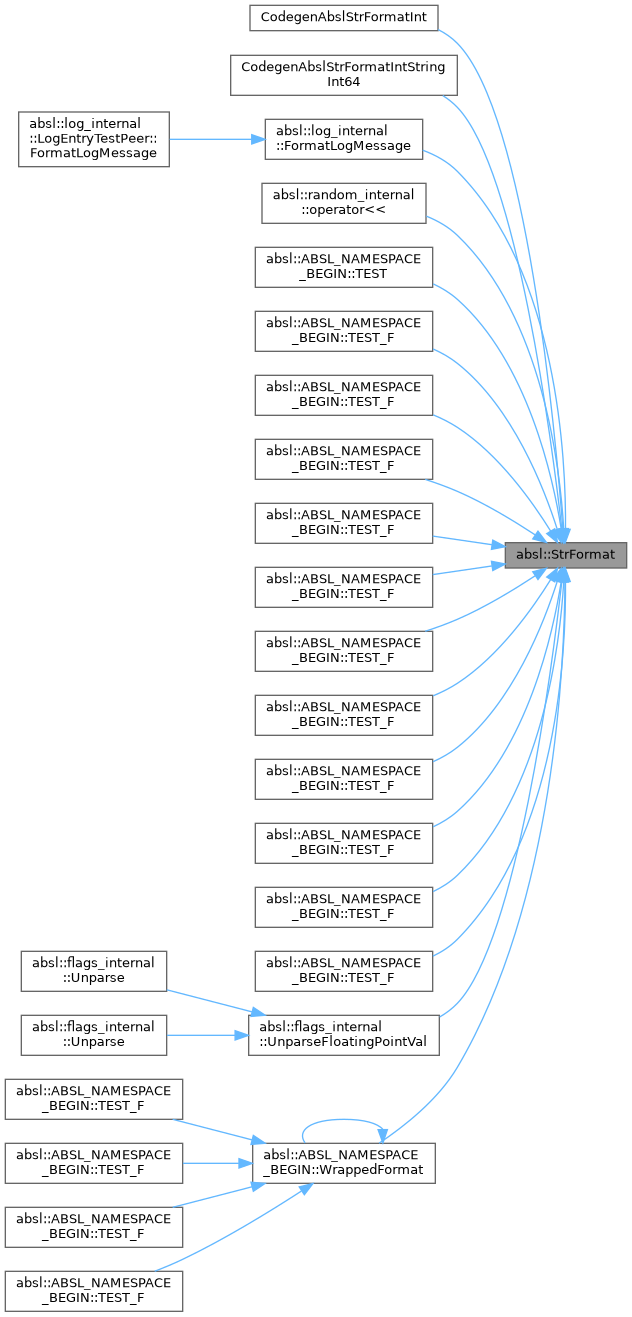 CodegenAbslStrFormatInt
CodegenAbslStrFormatIntString
Int64
absl::log_internal
::LogEntryTestPeer::
FormatLogMessage
absl::log_internal
::FormatLogMessage
absl::random_internal
::operator<<
absl::ABSL_NAMESPACE
_BEGIN::TEST
absl::ABSL_NAMESPACE
_BEGIN::TEST_F
absl::ABSL_NAMESPACE
_BEGIN::TEST_F
absl::ABSL_NAMESPACE
_BEGIN::TEST_F
absl::ABSL_NAMESPACE
_BEGIN::TEST_F
absl::StrFormat
absl::ABSL_NAMESPACE
_BEGIN::TEST_F
absl::ABSL_NAMESPACE
_BEGIN::TEST_F
absl::ABSL_NAMESPACE
_BEGIN::TEST_F
absl::ABSL_NAMESPACE
_BEGIN::TEST_F
absl::ABSL_NAMESPACE
_BEGIN::TEST_F
absl::ABSL_NAMESPACE
_BEGIN::TEST_F
absl::ABSL_NAMESPACE
_BEGIN::TEST_F
absl::flags_internal
::Unparse
absl::flags_internal
::Unparse
absl::flags_internal
::UnparseFloatingPointVal
absl::ABSL_NAMESPACE
_BEGIN::TEST_F
absl::ABSL_NAMESPACE
_BEGIN::TEST_F
absl::ABSL_NAMESPACE
_BEGIN::WrappedFormat
absl::ABSL_NAMESPACE
_BEGIN::TEST_F
absl::ABSL_NAMESPACE
_BEGIN::TEST_F